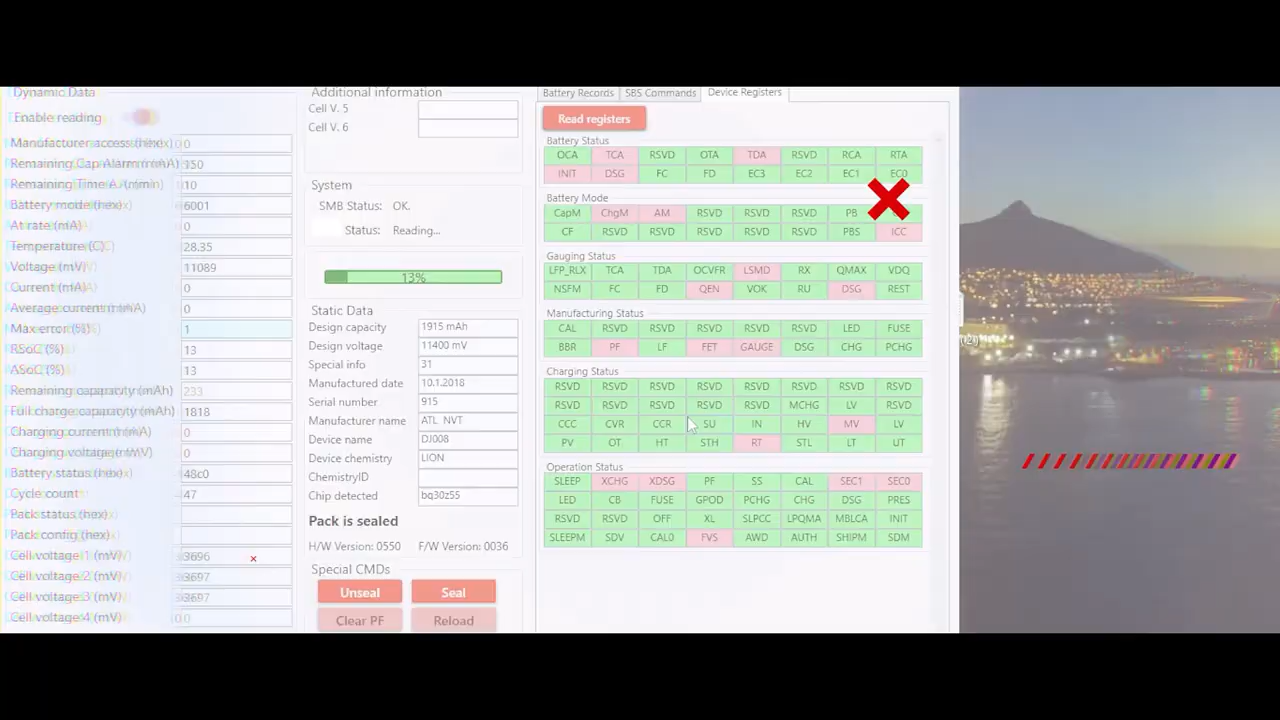 Dynamic Data
Enable reading
Manufacturer access (hex) 0
Remaining Cap Alarm (mA) 150
Remaining Time A. (min) 10
Battery mode (hex) 6001
At rate (mA) 0
Temperature (C) 28.35
Voltage (mV) 11089
Current (mA) 0
Average current (mA) 0
Max error (%) 1
RSoC (%) 13
ASoC (%) 13
Remaining capacity (mAh) 233
Full charge capacity (mAh) 1818
Charging current (mA) 0
Charging voltage (mV) 0
Battery status (hex) 48c0
Cycle count 47
Pack status (hex)
Pack config (hex)
Cell voltage 1 (mV) 3696
Cell voltage 2 (mV) 3697
Cell voltage 3 (mV) 3697
Cell voltage 4 (mV) 0
Additional information
Cell V. 5
Cell V. 6
System
SMB Status: OK.
Status: Reading...
13%
Static Data
Design capacity 1915 mAh
Design voltage 11400 mV
Special info 31
Manufactured date 10.1.2018
Serial number 915
Manufacturer name ATL NVT
Device name DJ008
Device chemistry LION
ChemistryID
Chip detected bq30z55
Pack is sealed
H/W Version: 0550 F/W Version: 0036
Special CMDs
Unseal Seal
Clear PF Reload
Battery Records SBS Commands Device Registers
Read registers
Battery Status
OCA TCA RSVD OTA TDA RSVD RCA RTA
INIT DSG FC FD EC3 EC2 EC1 EC0
Battery Mode
CapM ChgM AM RSVD RSVD RSVD PB
CF RSVD RSVD RSVD RSVD RSVD PBS ICC
Gauging Status
LFP_RLX TCA TDA OCVFR LSMD RX QMAX VDQ
NSFM FC FD QEN VOK RU DSG REST
Manufacturing Status
CAL RSVD RSVD RSVD RSVD RSVD LED FUSE
BBR PF LF FET GAUGE DSG CHG PCHG
Charging Status
RSVD RSVD RSVD RSVD RSVD RSVD RSVD RSVD
RSVD RSVD RSVD RSVD RSVD MCHG LV RSVD
CCC CVR CCR SU IN HV MV LV
PV OT HT STH RT STL LT UT
Operation Status
SLEEP XCHG XDSG PF SS CAL SEC1 SEC0
LED CB FUSE GPOD PCHG CHG DSG PRES
RSVD RSVD OFF XL SLPCC LPQMA MBLCA INIT
SLEEPM SDV CAL0 FVS AWD AUTH SHIPM SDM